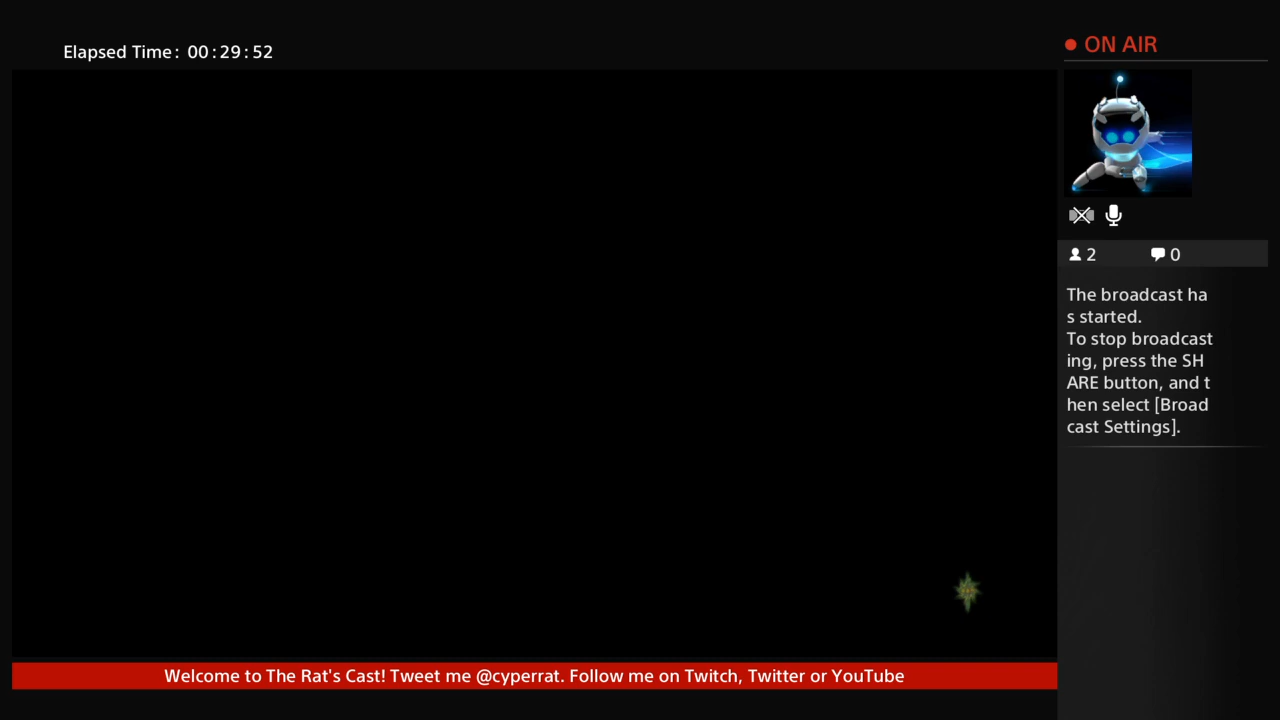 Elapsed Time: 00:29:52
ON AIR
2 0
The broadcast ha
s started.
To stop broadcast
ing, press the SH
ARE button, and t
hen select [Broad
cast Settings].
Welcome to The Rat's Cast! Tweet me @cyperrat. Follow me on Twitch, Twitter or YouTube